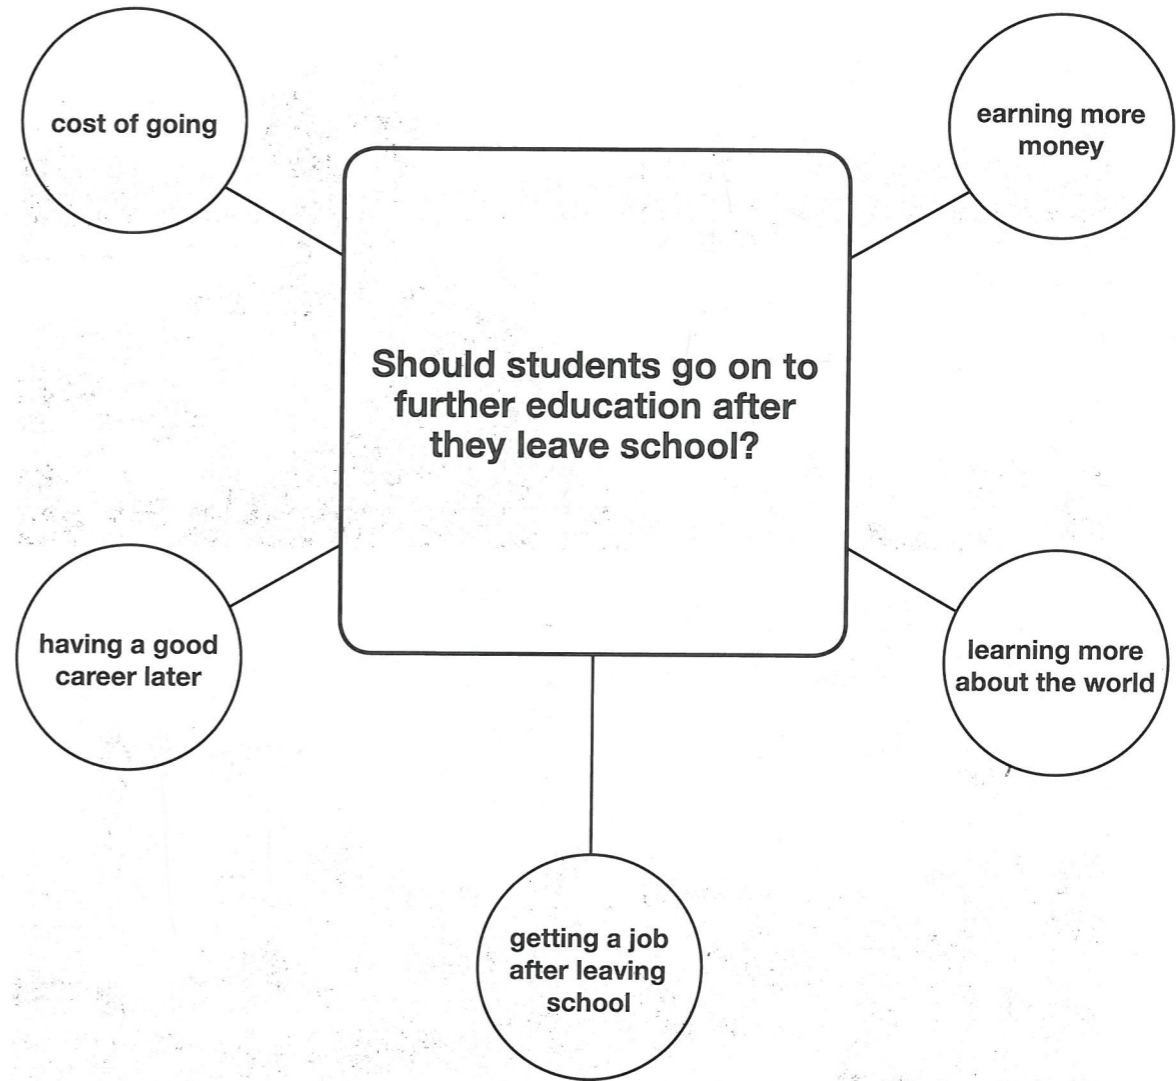 cost of going
earning more
money
Should students go on to
further education after
they leave school?
having a good
career later
learning more
about the world
getting a job
after leaving
school